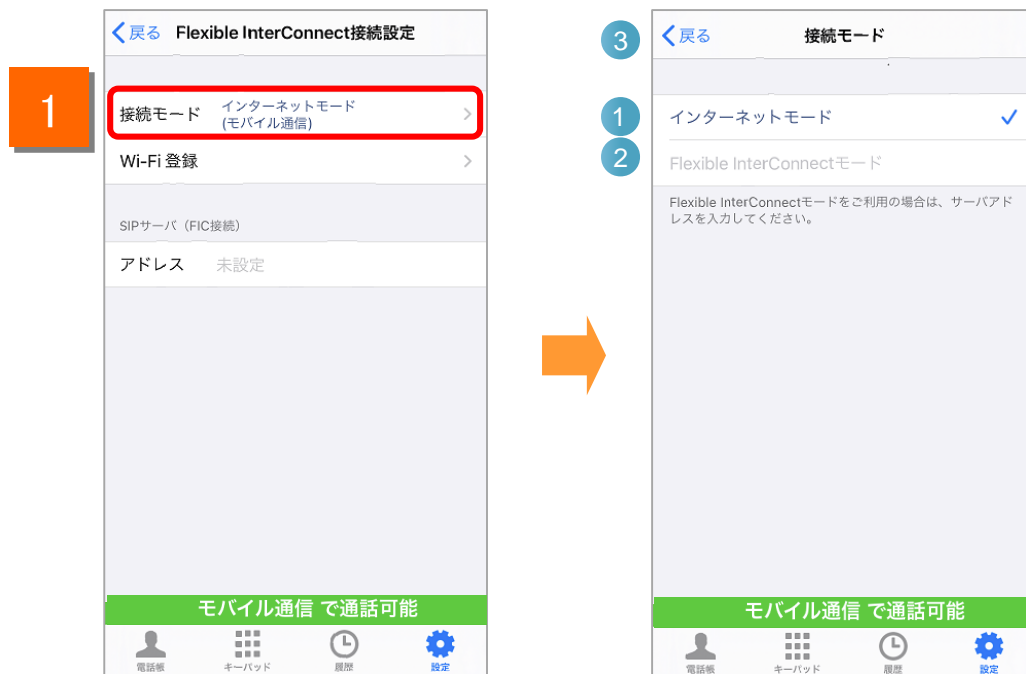 戻る Flexible InterConnect接続設定
1
接続モード インターネットモード
(モバイル通信)
Wi-Fi 登録
SIPサーバ（FIC接続）
アドレス 未設定
モバイル通信 で通話可能
電話帳 キーパッド 履歴 設定
3
戻る 接続モード
1
インターネットモード
2
Flexible InterConnectモード
Flexible InterConnectモードをご利用の場合は、サーバアド
レスを入力してください。
モバイル通信 で通話可能
電話帳 キーパッド 履歴 設定